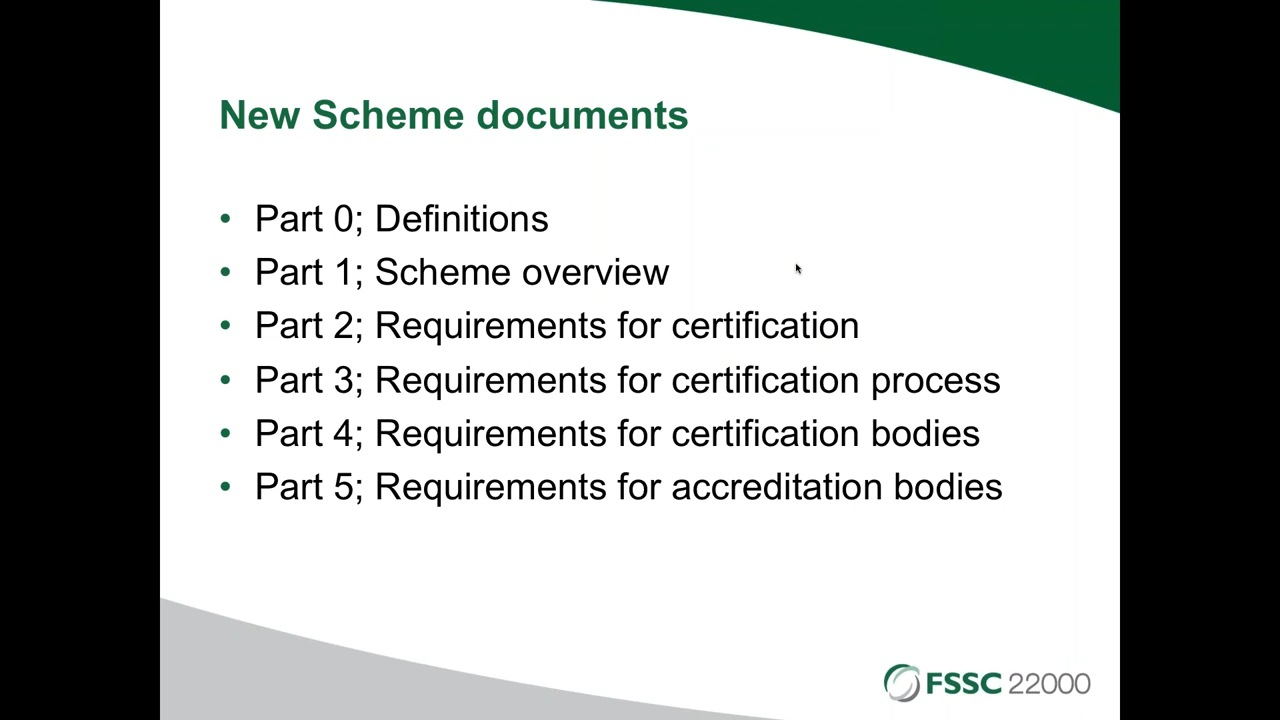 New Scheme documents
• Part 0; Definitions
• Part 1; Scheme overview
• Part 2; Requirements for certification
• Part 3; Requirements for certification process
• Part 4; Requirements for certification bodies
• Part 5; Requirements for accreditation bodies
FSSC 22000